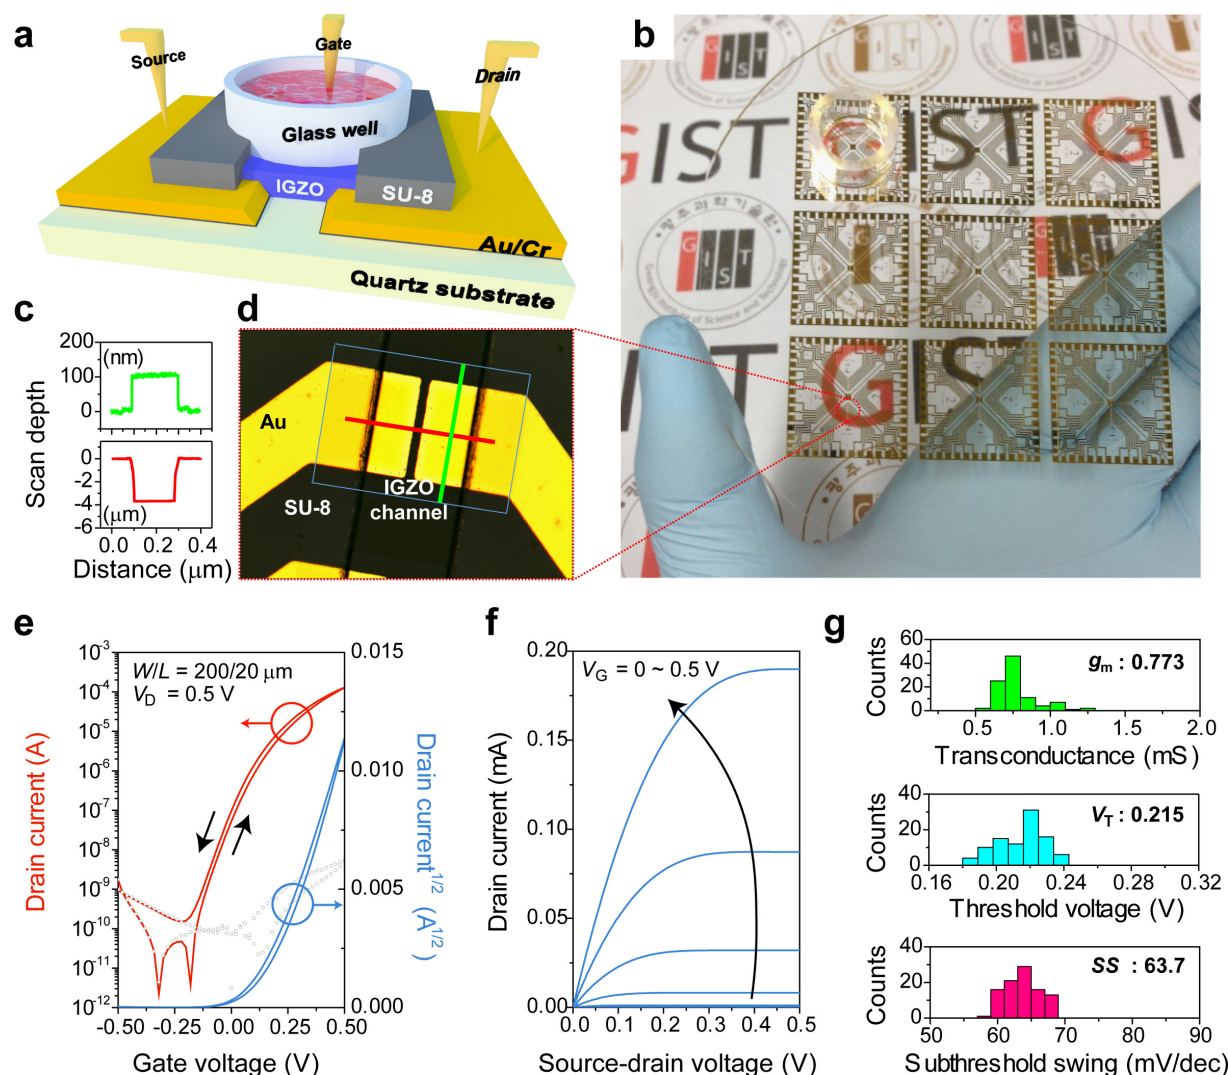 a
Source
Gate
Drain
Glass well
IGZO
SU-8
Au/Cr
Quartz substrate
b
GIST
GIST
G
c
Scan depth
200
100
0
(nm)
0
-2
-4
-6
(μm)
0.0 0.2 0.4
Distance (μm)
d
Au
SU-8
IGZO
channel
e
Drain current (A)
10-3
10-4
10-5
10-6
10-7
10-8
10-9
10-10
10-11
10-12
W/L = 200/20 μm
VD = 0.5 V
0.015
0.010
0.005
0.000
Drain current1/2 (A1/2)
-0.50 -0.25 0.00 0.25 0.50
Gate voltage (V)
f
Drain current (mA)
0.20
0.15
0.10
0.05
0.00
VG = 0 ~ 0.5 V
0.0 0.1 0.2 0.3 0.4 0.5
Source-drain voltage (V)
g
Counts
60
40
20
0
gm : 0.773
0.5 1.0 1.5 2.0
Transconductance (mS)
Counts
40
20
0
VT : 0.215
0.16 0.20 0.24 0.28 0.32
Threshold voltage (V)
Counts
40
20
0
SS : 63.7
50 60 70 80 90
Subthreshold swing (mV/dec)